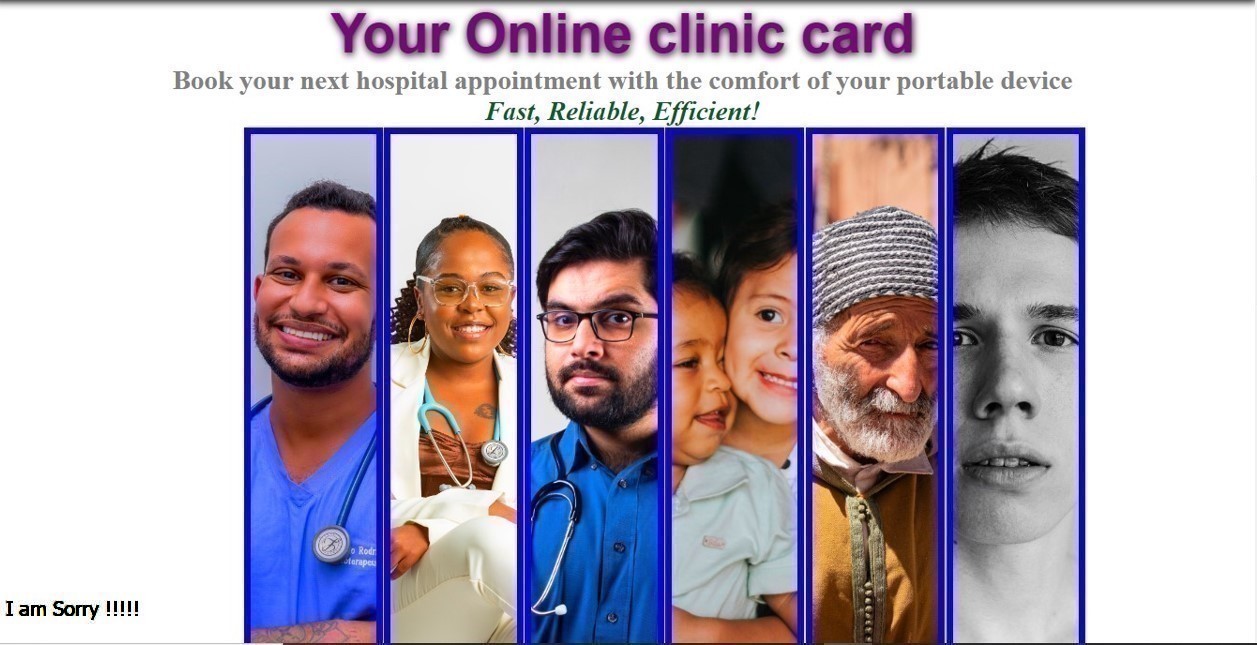 Your Online clinic card
Book your next hospital appointment with the comfort of your portable device
Fast, Reliable, Efficient!
I am Sorry !!!!!